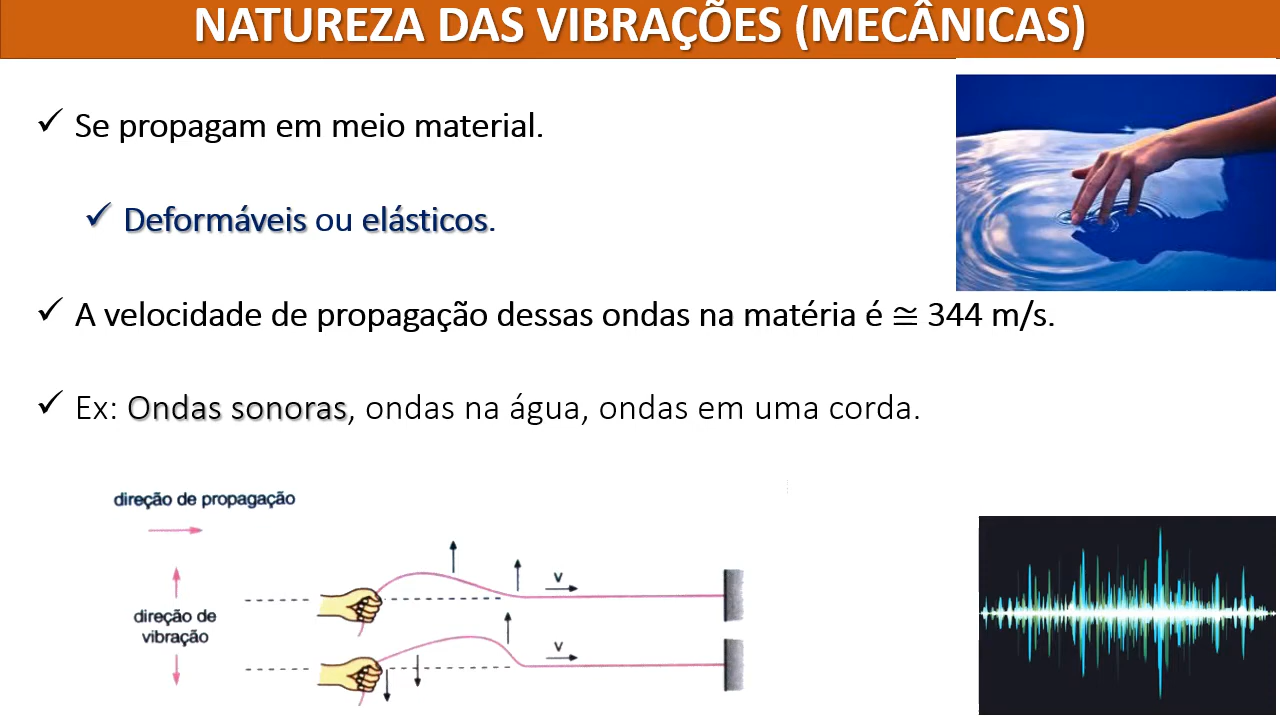 NATUREZA DAS VIBRAÇÕES (MECÂNICAS)
✓ Se propagam em meio material.
✓ Deformáveis ou elásticos.
✓ A velocidade de propagação dessas ondas na matéria é ≅ 344 m/s.
✓ Ex: Ondas sonoras, ondas na água, ondas em uma corda.
direção de propagação
v
direção de
vibração
v